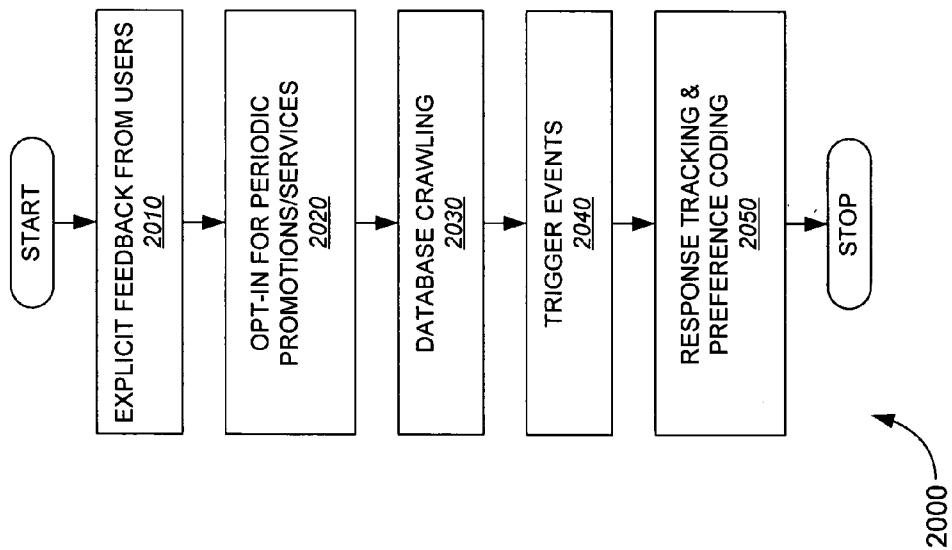 START
EXPLICIT FEEDBACK FROM USERS
2010
OPT-IN FOR PERIODIC
PROMOTIONS/SERVICES
2020
DATABASE CRAWLING
2030
TRIGGER EVENTS
2040
RESPONSE TRACKING &
PREFERENCE CODING
2050
STOP
2000